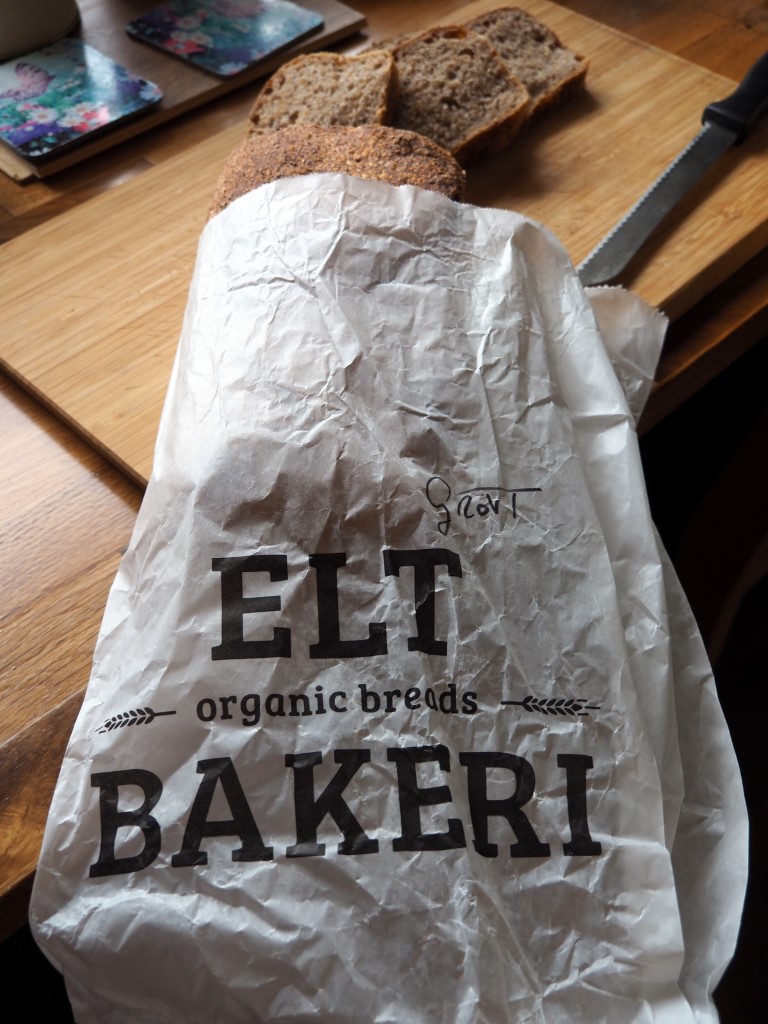 GROVT
ELT
organic breads
BAKERI